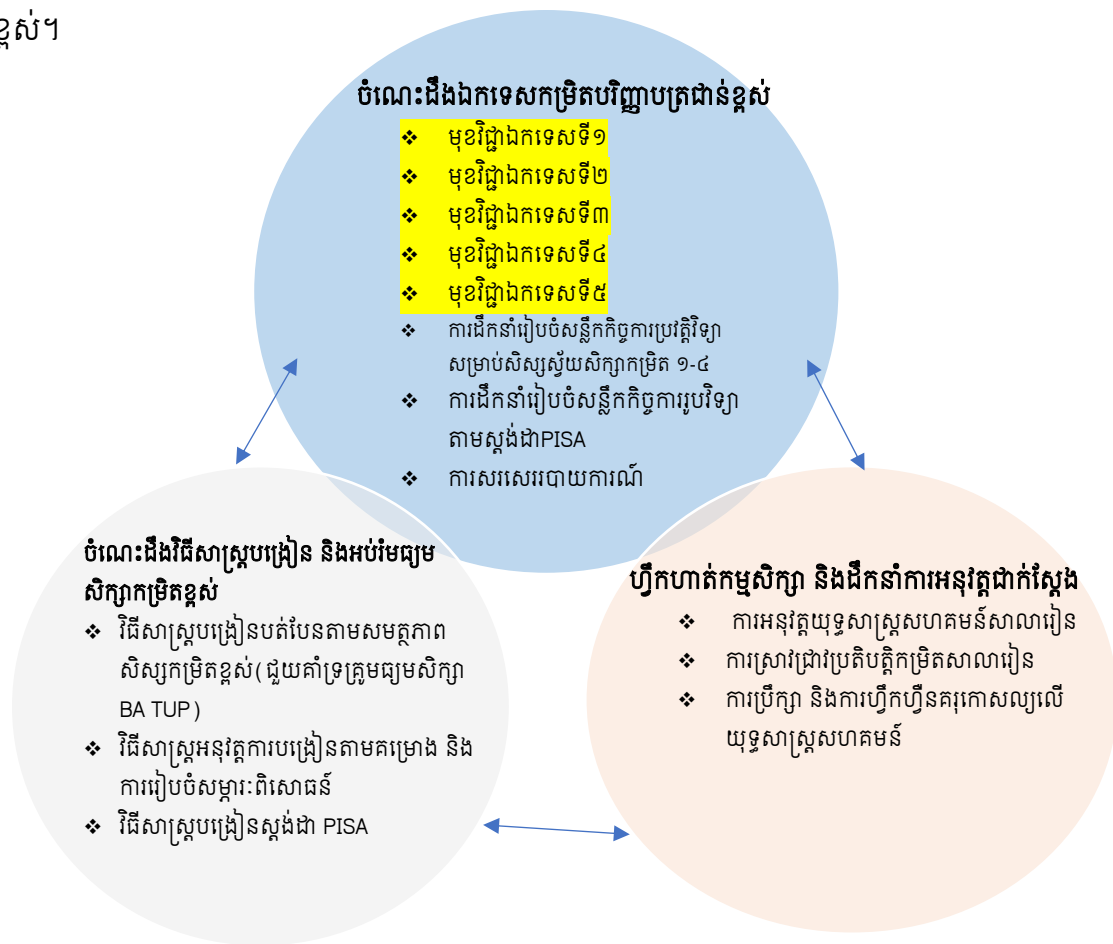 ខ្ពស់។
ចំណេះដឹងឯកទេសកម្រិតបរិញ្ញាបត្រជាន់ខ្ពស់
❖ មុខវិជ្ជាឯកទេសទី១
❖ មុខវិជ្ជាឯកទេសទី២
❖ មុខវិជ្ជាឯកទេសទី៣
❖ មុខវិជ្ជាឯកទេសទី៤
❖ មុខវិជ្ជាឯកទេសទី៥
❖ ការដឹកនាំរៀបចំសន្លឹកកិច្ចការប្រវត្តិវិទ្យា
សម្រាប់សិស្សស្វ័យសិក្សាកម្រិត ១-៤
❖ ការដឹកនាំរៀបចំសន្លឹកកិច្ចការរូបវិទ្យា
តាមស្តង់ដាPISA
❖ ការសរសេររបាយការណ៍
ចំណេះដឹងវិធីសាស្ត្របង្រៀន និងអប់រំមធ្យម
សិក្សាកម្រិតខ្ពស់
❖ វិធីសាស្ត្របង្រៀនបត់បែនតាមសមត្ថភាព
សិស្សកម្រិតខ្ពស់(ជួយគាំទ្រគ្រូមធ្យមសិក្សា
BA TUP)
❖ វិធីសាស្ត្រអនុវត្តការបង្រៀនតាមគម្រោង និង
ការរៀបចំសម្ភារៈពិសោធន៍
❖ វិធីសាស្ត្របង្រៀនស្តង់ដា PISA
ហ្វឹកហាត់កម្មសិក្សា និងដឹកនាំការអនុវត្តជាក់ស្តែង
❖ ការអនុវត្តយុទ្ធសាស្ត្រសហគមន៍សាលារៀន
❖ ការស្រាវជ្រាវប្រតិបត្តិកម្រិតសាលារៀន
❖ ការប្រឹក្សា និងការហ្វឹកហ្វឺនគរុកោសល្យលើ
យុទ្ធសាស្ត្រសហគមន៍